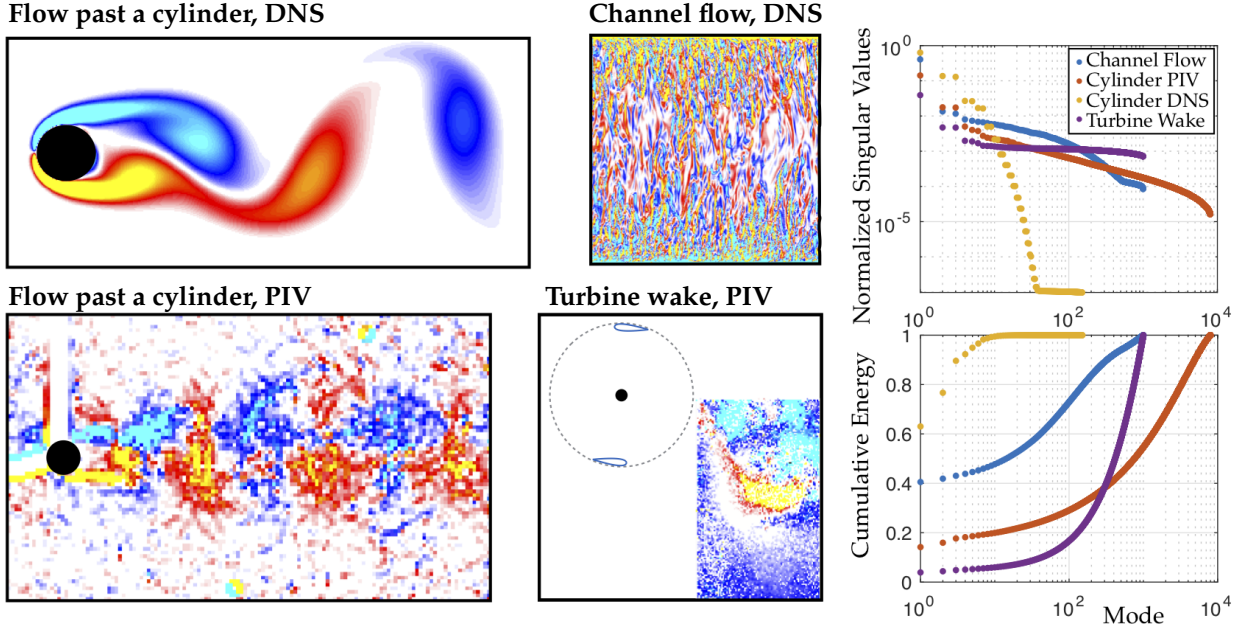 Flow past a cylinder, DNS
Channel flow, DNS
Flow past a cylinder, PIV
Turbine wake, PIV
Normalized Singular Values
10^0
10^-5
Channel Flow
Cylinder PIV
Cylinder DNS
Turbine Wake
10^0
10^2
10^4
Cumulative Energy
1
0.8
0.6
0.4
0.2
0
10^0
10^2
10^4
Mode